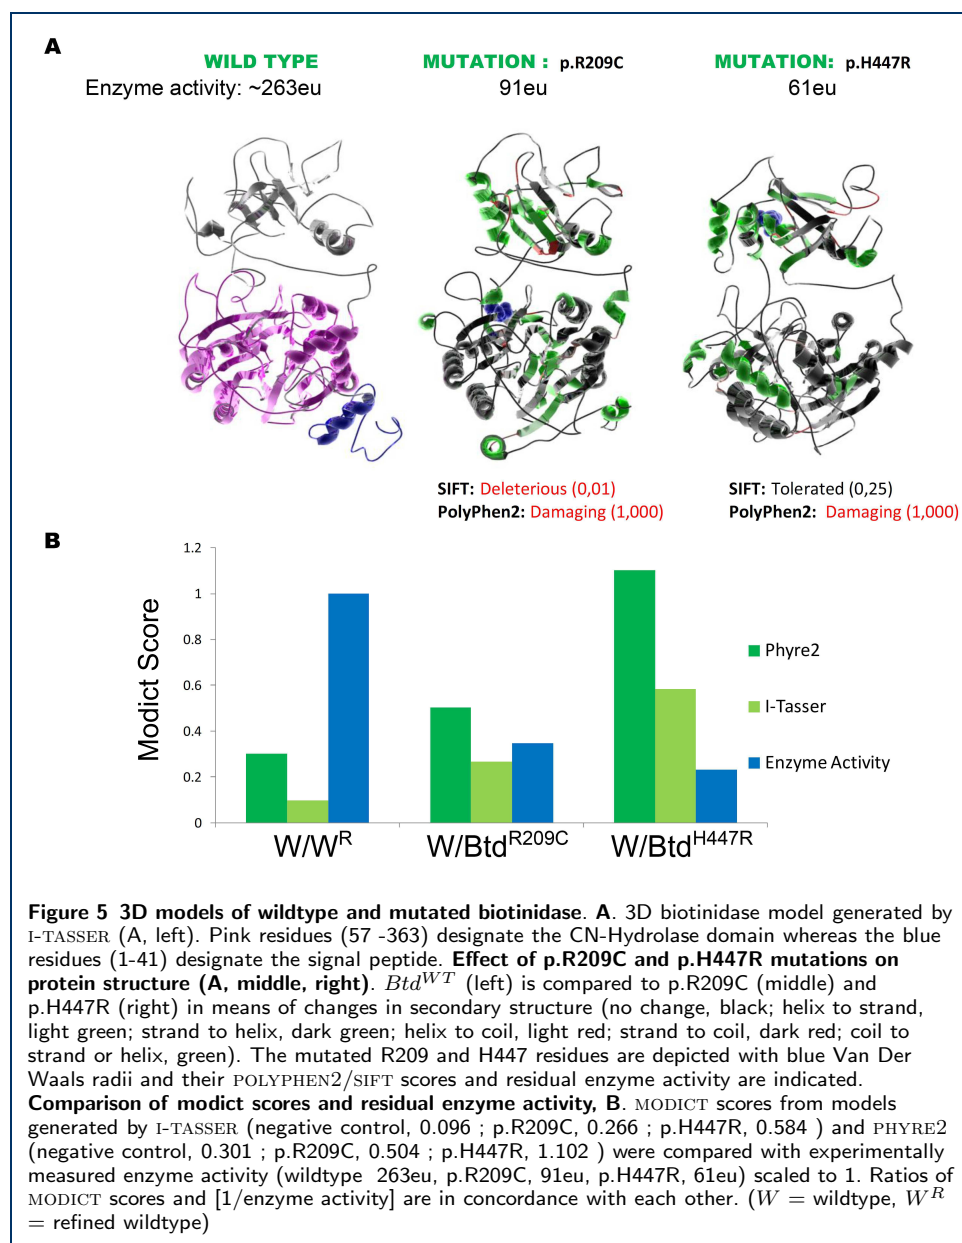 A
WILD TYPE
Enzyme activity: ~263eu
MUTATION : p.R209C
91eu
MUTATION: p.H447R
61eu
SIFT: Deleterious (0,01)
PolyPhen2: Damaging (1,000)
SIFT: Tolerated (0,25)
PolyPhen2: Damaging (1,000)
B
Modict Score
1.2
1
0.8
0.6
0.4
0.2
0
W/W^R
W/Btd^R209C
W/Btd^H447R
Phyre2
I-Tasser
Enzyme Activity
Figure 5 3D models of wildtype and mutated biotinidase. A. 3D biotinidase model generated by
I-TASSER (A, left). Pink residues (57 -363) designate the CN-Hydrolase domain whereas the blue
residues (1-41) designate the signal peptide. Effect of p.R209C and p.H447R mutations on
protein structure (A, middle, right). Btd^WT (left) is compared to p.R209C (middle) and
p.H447R (right) in means of changes in secondary structure (no change, black; helix to strand,
light green; strand to helix, dark green; helix to coil, light red; strand to coil, dark red; coil to
strand or helix, green). The mutated R209 and H447 residues are depicted with blue Van Der
Waals radii and their POLYPHEN2/SIFT scores and residual enzyme activity are indicated.
Comparison of modict scores and residual enzyme activity, B. MODICT scores from models
generated by I-TASSER (negative control, 0.096 ; p.R209C, 0.266 ; p.H447R, 0.584 ) and PHYRE2
(negative control, 0.301 ; p.R209C, 0.504 ; p.H447R, 1.102 ) were compared with experimentally
measured enzyme activity (wildtype 263eu, p.R209C, 91eu, p.H447R, 61eu) scaled to 1. Ratios of
MODICT scores and [1/enzyme activity] are in concordance with each other. (W = wildtype, W^R
= refined wildtype)